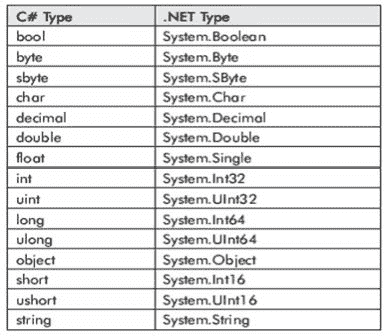 C# Type .NET Type
bool System.Boolean
byte System.Byte
sbyte System.SByte
char System.Char
decimal System.Decimal
double System.Double
float System.Single
int System.Int32
uint System.UInt32
long System.Int64
ulong System.UInt64
object System.Object
short System.Int16
ushort System.UInt16
string System.String